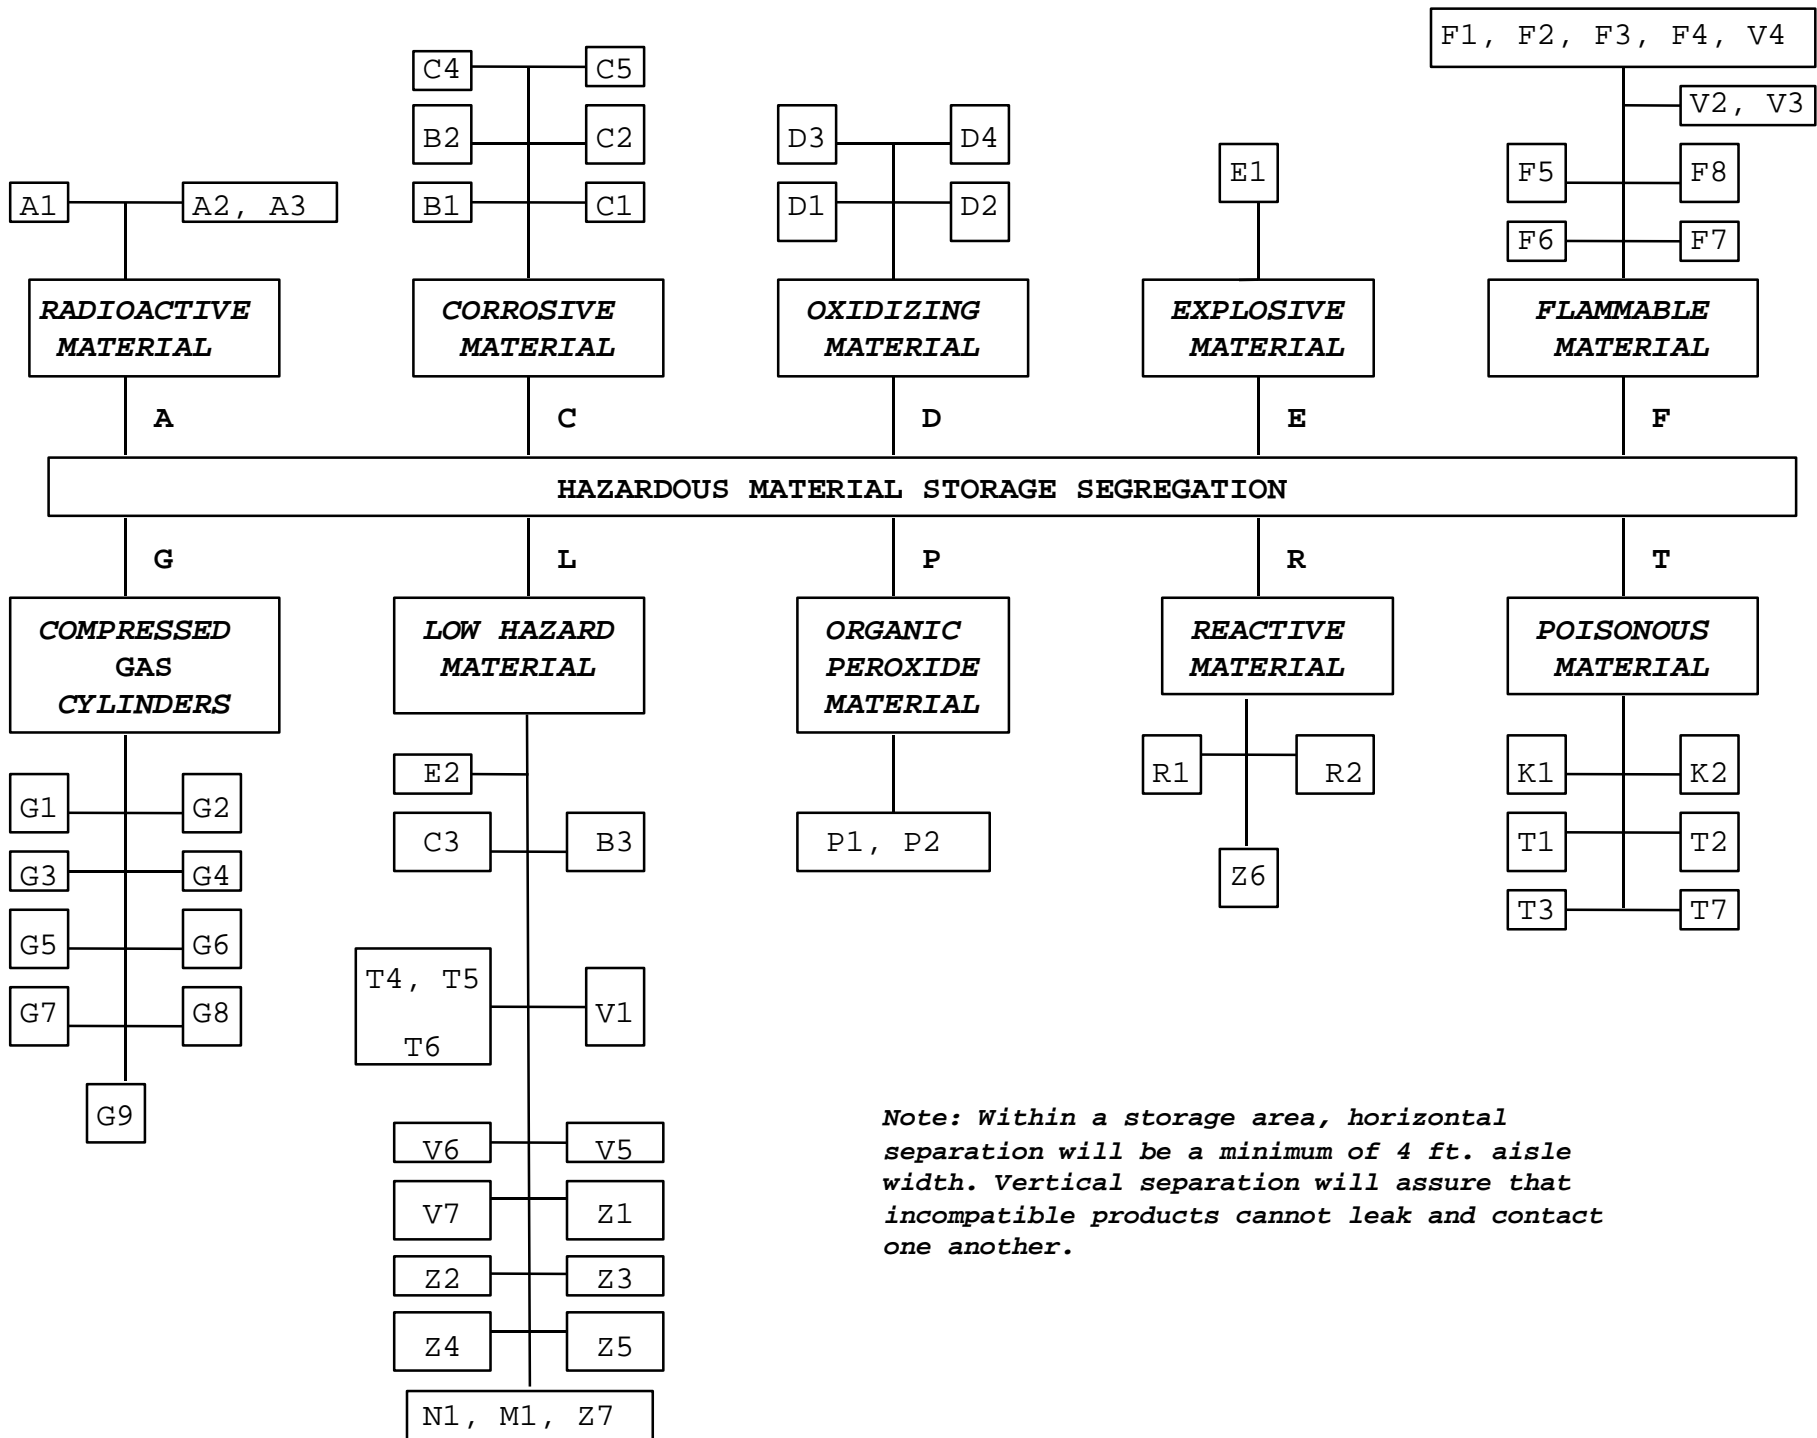 F1, F2, F3, F4, V4
C4
C5
V2, V3
B2
C2
D3
D4
E1
F5
F8
A1
A2, A3
B1
C1
D1
D2
F6
F7
RADIOACTIVE
MATERIAL
CORROSIVE
MATERIAL
OXIDIZING
MATERIAL
EXPLOSIVE
MATERIAL
FLAMMABLE
MATERIAL
A
C
D
E
F
HAZARDOUS MATERIAL STORAGE SEGREGATION
G
L
P
R
T
COMPRESSED
GAS
CYLINDERS
LOW HAZARD
MATERIAL
ORGANIC
PEROXIDE
MATERIAL
REACTIVE
MATERIAL
POISONOUS
MATERIAL
G1
G2
G3
G4
G5
G6
G7
G8
G9
E2
C3
B3
T4, T5
T6
V1
V6
V5
V7
Z1
Z2
Z3
Z4
Z5
N1, M1, Z7
P1, P2
R1
R2
Z6
K1
K2
T1
T2
T3
T7
Note: Within a storage area, horizontal
separation will be a minimum of 4 ft. aisle
width. Vertical separation will assure that
incompatible products cannot leak and contact
one another.